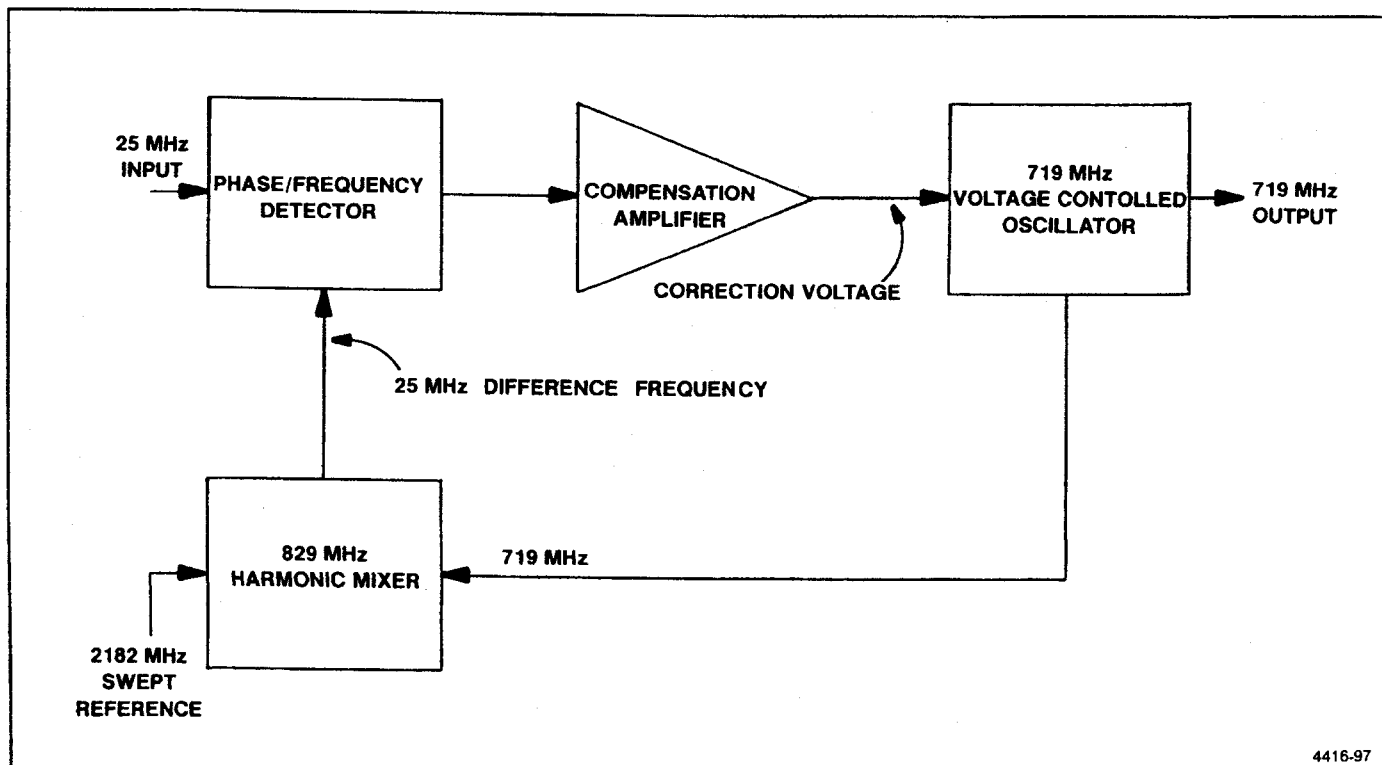 25 MHz
INPUT
PHASE/FREQUENCY
DETECTOR
COMPENSATION
AMPLIFIER
CORRECTION VOLTAGE
719 MHz
VOLTAGE CONTOLLED
OSCILLATOR
719 MHz
OUTPUT
25 MHz DIFFERENCE FREQUENCY
829 MHz
HARMONIC MIXER
719 MHz
2182 MHz
SWEPT
REFERENCE
4416-97